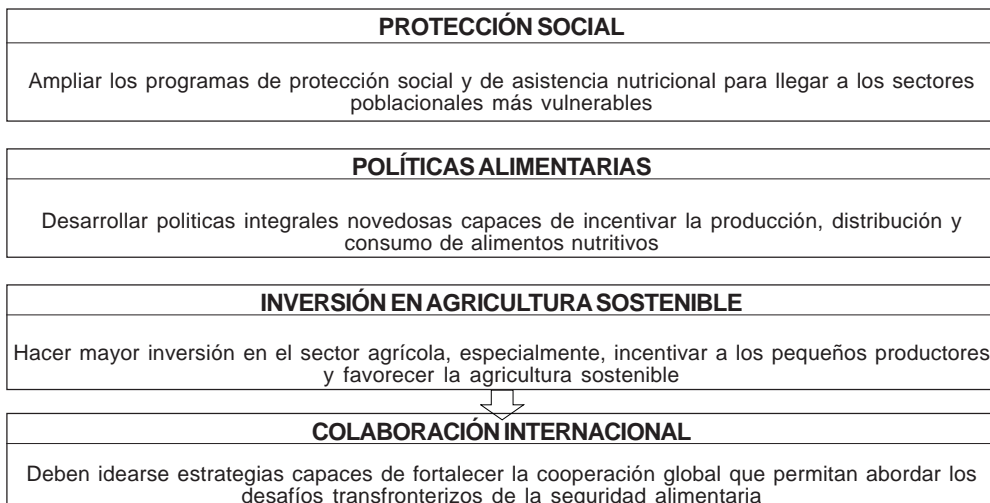 PROTECCIÓN SOCIAL
Ampliar los programas de protección social y de asistencia nutricional para llegar a los sectores
poblacionales más vulnerables
POLÍTICAS ALIMENTARIAS
Desarrollar politicas integrales novedosas capaces de incentivar la producción, distribución y
consumo de alimentos nutritivos
INVERSIÓN EN AGRICULTURA SOSTENIBLE
Hacer mayor inversión en el sector agrícola, especialmente, incentivar a los pequeños productores
y favorecer la agricultura sostenible
COLABORACIÓN INTERNACIONAL
Deben idearse estrategias capaces de fortalecer la cooperación global que permitan abordar los
desafíos transfronterizos de la seguridad alimentaria